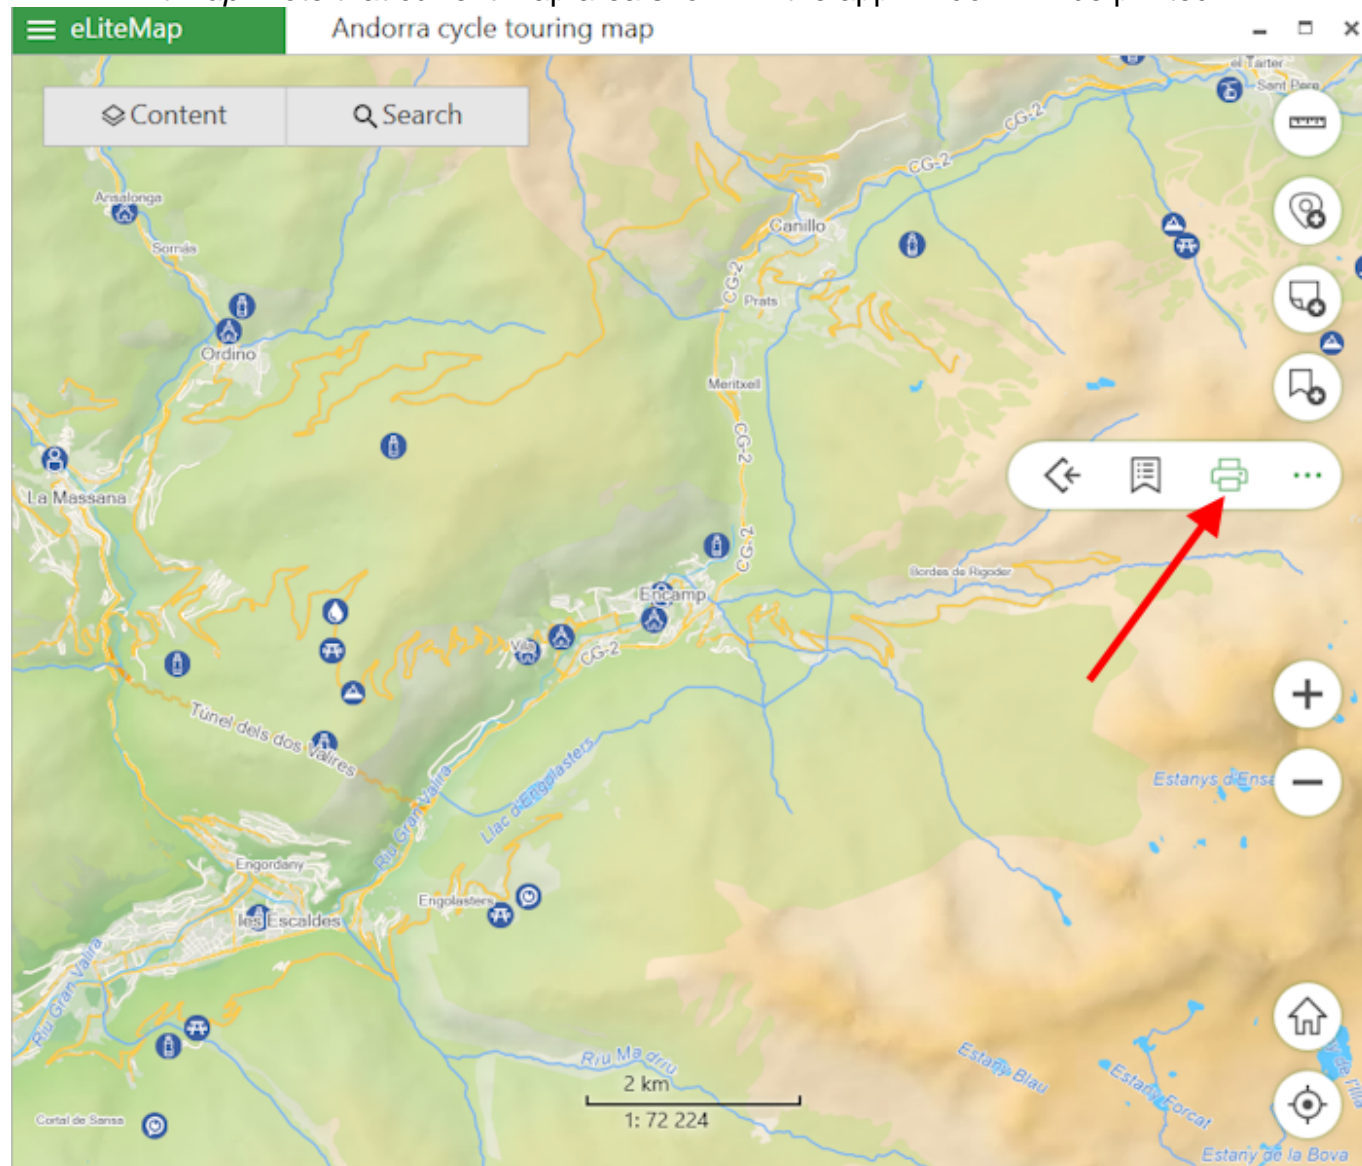 eLiteMap
Andorra cycle touring map
Content
Search
el Tarter
Sant Pere
CG-2
CG-2
Ansalonga
Canillo
Sornàs
CG-2
Prats
Ordino
Meritxell
CG-2
La Massana
CG-2
Bordes de Rigoder
Encamp
Vila
CG-2
Túnel dels dos Valires
Llac d'Engolasters
Riu Gran Valira
Estanys d'Ensa
Engordany
Engolasters
les Escaldes
Riu Gran Valira
Riu Madriu
Estany Blau
Estany Forcat
2 km
1: 72 224
Cortal de Sansa
Estany de la Bova